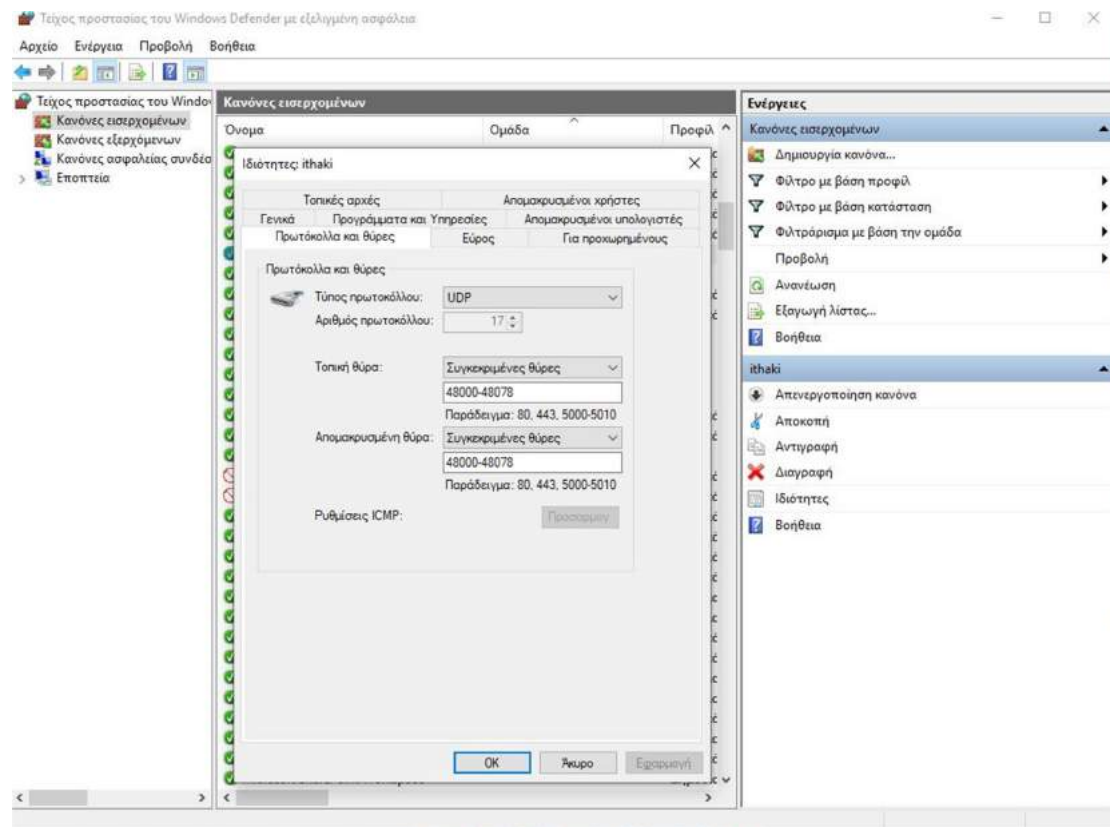 Τείχος προστασίας του Windows Defender με εξελιγμένη ασφάλεια
Αρχείο Ενέργεια Προβολή Βοήθεια
Τείχος προστασίας του Windo
Κανόνες εισερχομένων
Κανόνες εξερχόμενων
Κανόνες ασφαλείας συνδέσ
Εποπτεία
Κανόνες εισερχομένων
Όνομα Ομάδα Προφίλ
Ιδιότητες: ithaki
Τοπικές αρχές Απομακρυσμένοι χρήστες
Γενικά Προγράμματα και Υπηρεσίες Απομακρυσμένοι υπολογιστές
Πρωτόκολλα και θύρες Εύρος Για προχωρημένους
Πρωτόκολλα και θύρες
Τύπος πρωτοκόλλου: UDP
Αριθμός πρωτοκόλλου: 17
Τοπική θύρα: Συγκεκριμένες θύρες
48000-48078
Παράδειγμα: 80, 443, 5000-5010
Απομακρυσμένη θύρα: Συγκεκριμένες θύρες
48000-48078
Παράδειγμα: 80, 443, 5000-5010
Ρυθμίσεις ICMP: Προσαρμογ
OK Άκυρο Εφαρμογή
Ενέργειες
Κανόνες εισερχομένων
Δημιουργία κανόνα...
Φίλτρο με βάση προφίλ
Φίλτρο με βάση κατάσταση
Φιλτράρισμα με βάση την ομάδα
Προβολή
Ανανέωση
Εξαγωγή λίστας...
Βοήθεια
ithaki
Απενεργοποίηση κανόνα
Αποκοπή
Αντιγραφή
Διαγραφή
Ιδιότητες
Βοήθεια